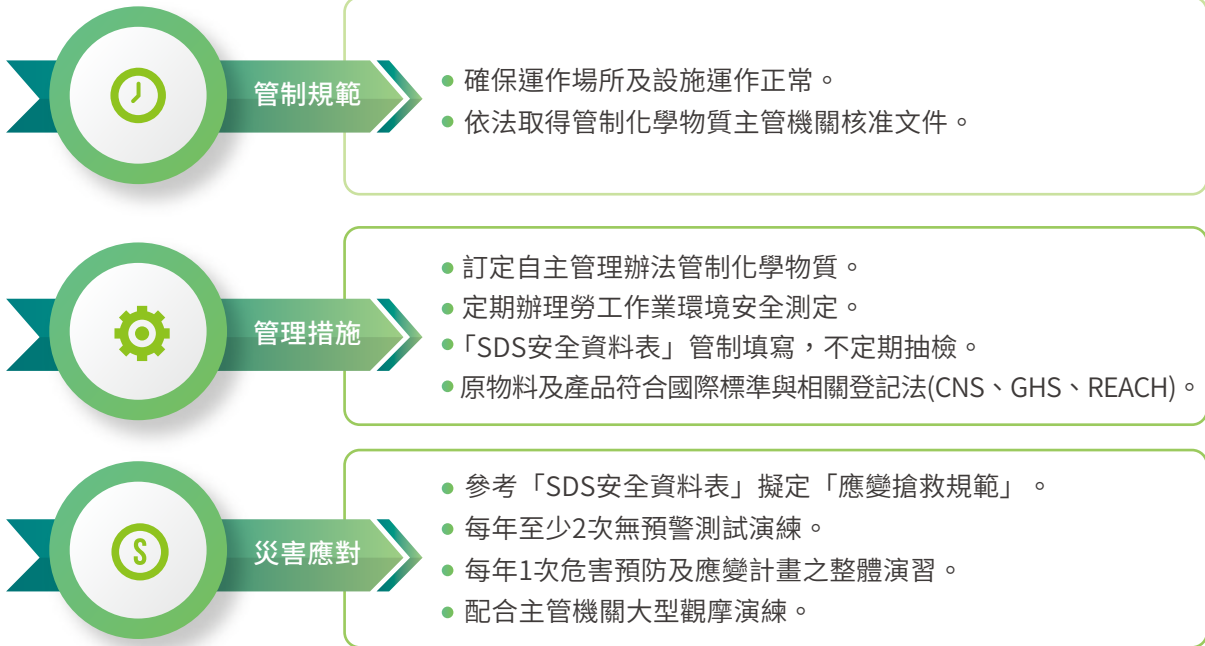 管制規範
● 確保運作場所及設施運作正常。
● 依法取得管制化學物質主管機關核准文件。
管理措施
● 訂定自主管理辦法管制化學物質。
● 定期辦理勞工作業環境安全測定。
● 「SDS安全資料表」管制填寫，不定期抽檢。
● 原物料及產品符合國際標準與相關登記法(CNS、GHS、REACH)。
災害應對
● 參考「SDS安全資料表」擬定「應變搶救規範」。
● 每年至少2次無預警測試演練。
● 每年1次危害預防及應變計畫之整體演習。
● 配合主管機關大型觀摩演練。